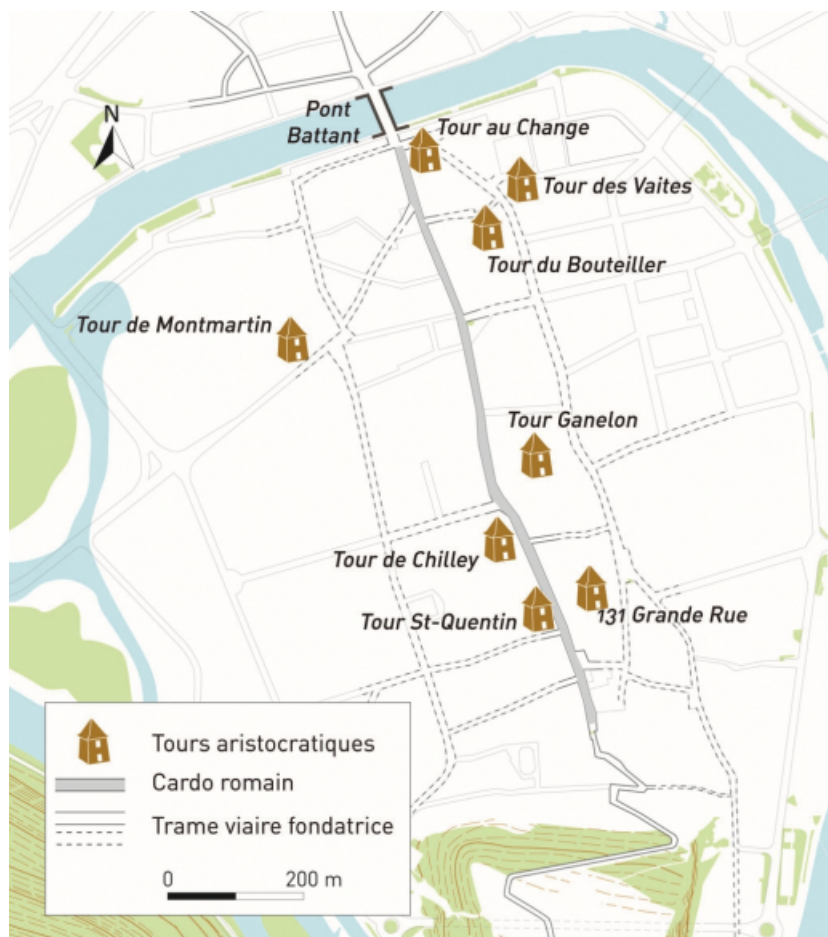 N
Pont
Battant
Tour au Change
Tour des Vaites
Tour du Bouteiller
Tour de Montmartin
Tour Ganelon
Tour de Chilley
Tour St-Quentin
131 Grande Rue
Tours aristocratiques
Cardo romain
Trame viaire fondatrice
0 200 m